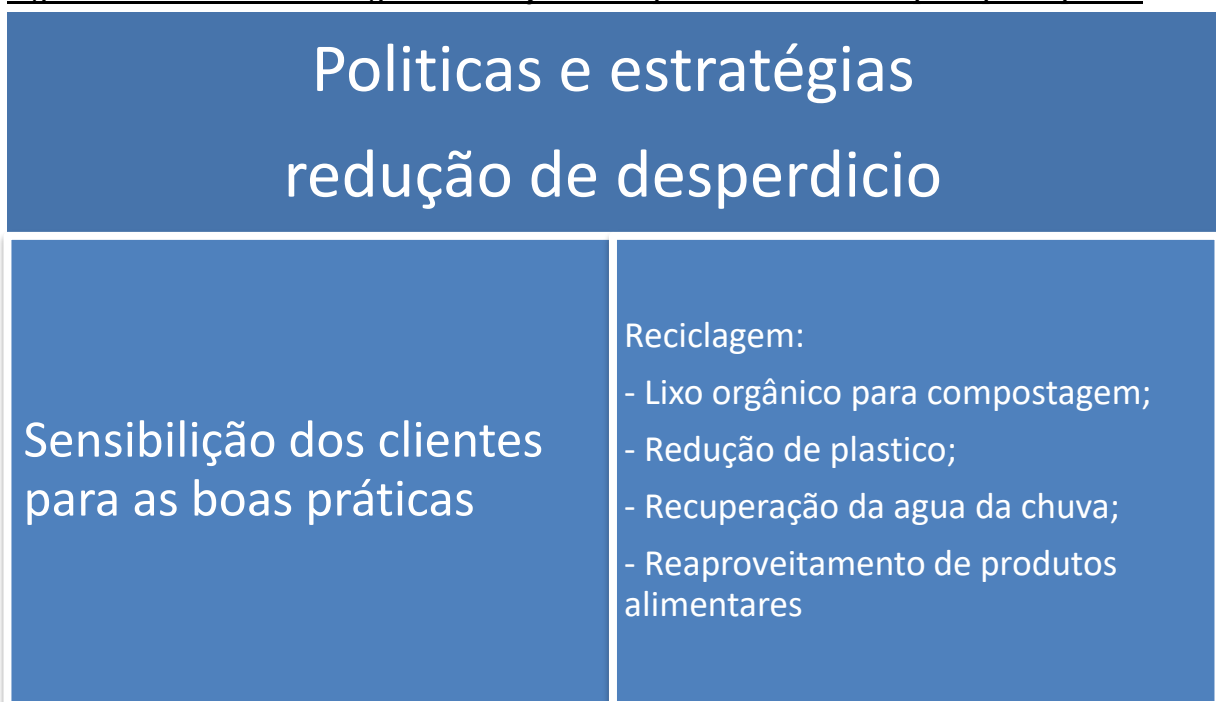 Politicas e estratégias
redução de desperdicio
Sensibilição dos clientes
para as boas práticas
Reciclagem:
- Lixo orgânico para compostagem;
- Redução de plastico;
- Recuperação da agua da chuva;
- Reaproveitamento de produtos
alimentares